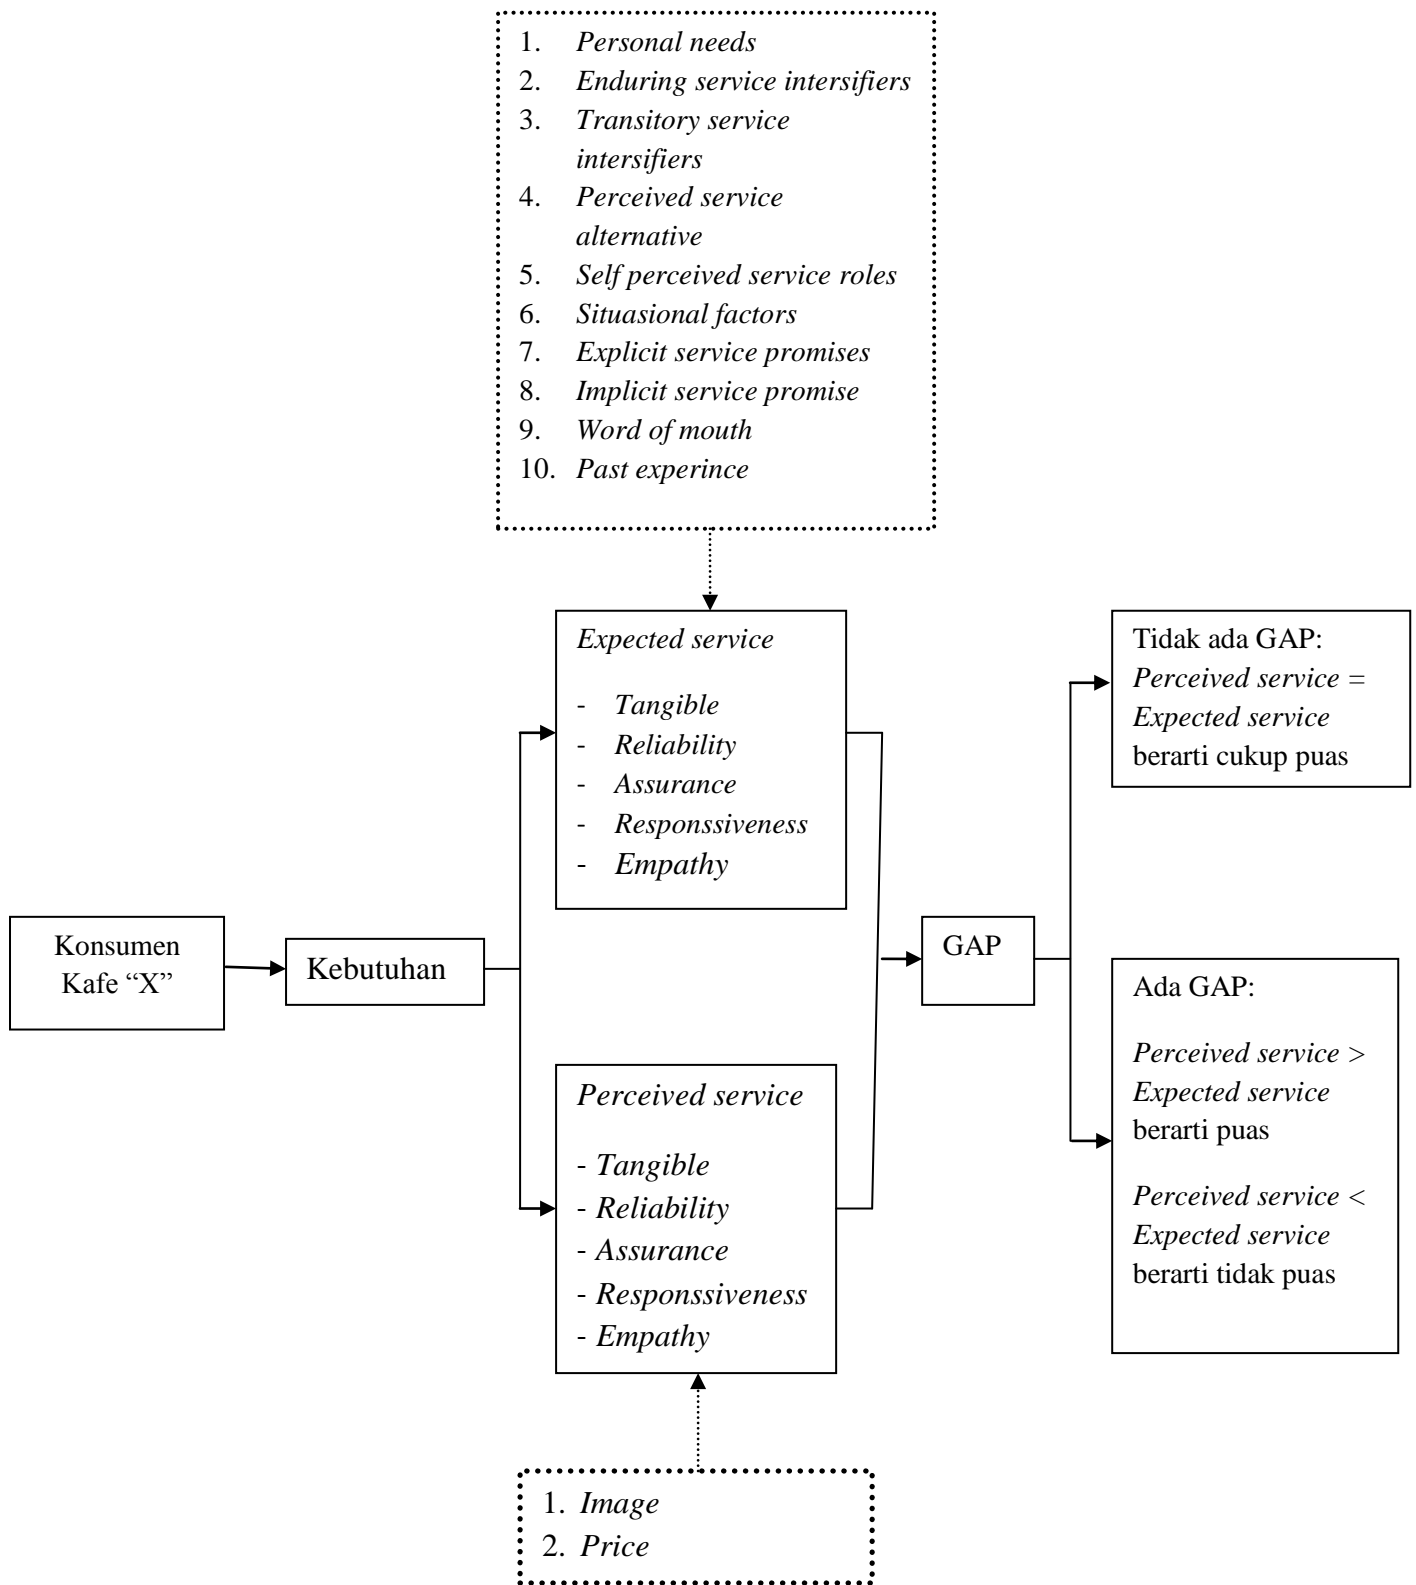 1. Personal needs
2. Enduring service intersifiers
3. Transitory service
intersifiers
4. Perceived service
alternative
5. Self perceived service roles
6. Situasional factors
7. Explicit service promises
8. Implicit service promise
9. Word of mouth
10. Past experince
Expected service
- Tangible
- Reliability
- Assurance
- Responssiveness
- Empathy
Tidak ada GAP:
Perceived service =
Expected service
berarti cukup puas
Konsumen
Kafe “X”
Kebutuhan
GAP
Ada GAP:
Perceived service >
Expected service
berarti puas
Perceived service <
Expected service
berarti tidak puas
Perceived service
- Tangible
- Reliability
- Assurance
- Responssiveness
- Empathy
1. Image
2. Price